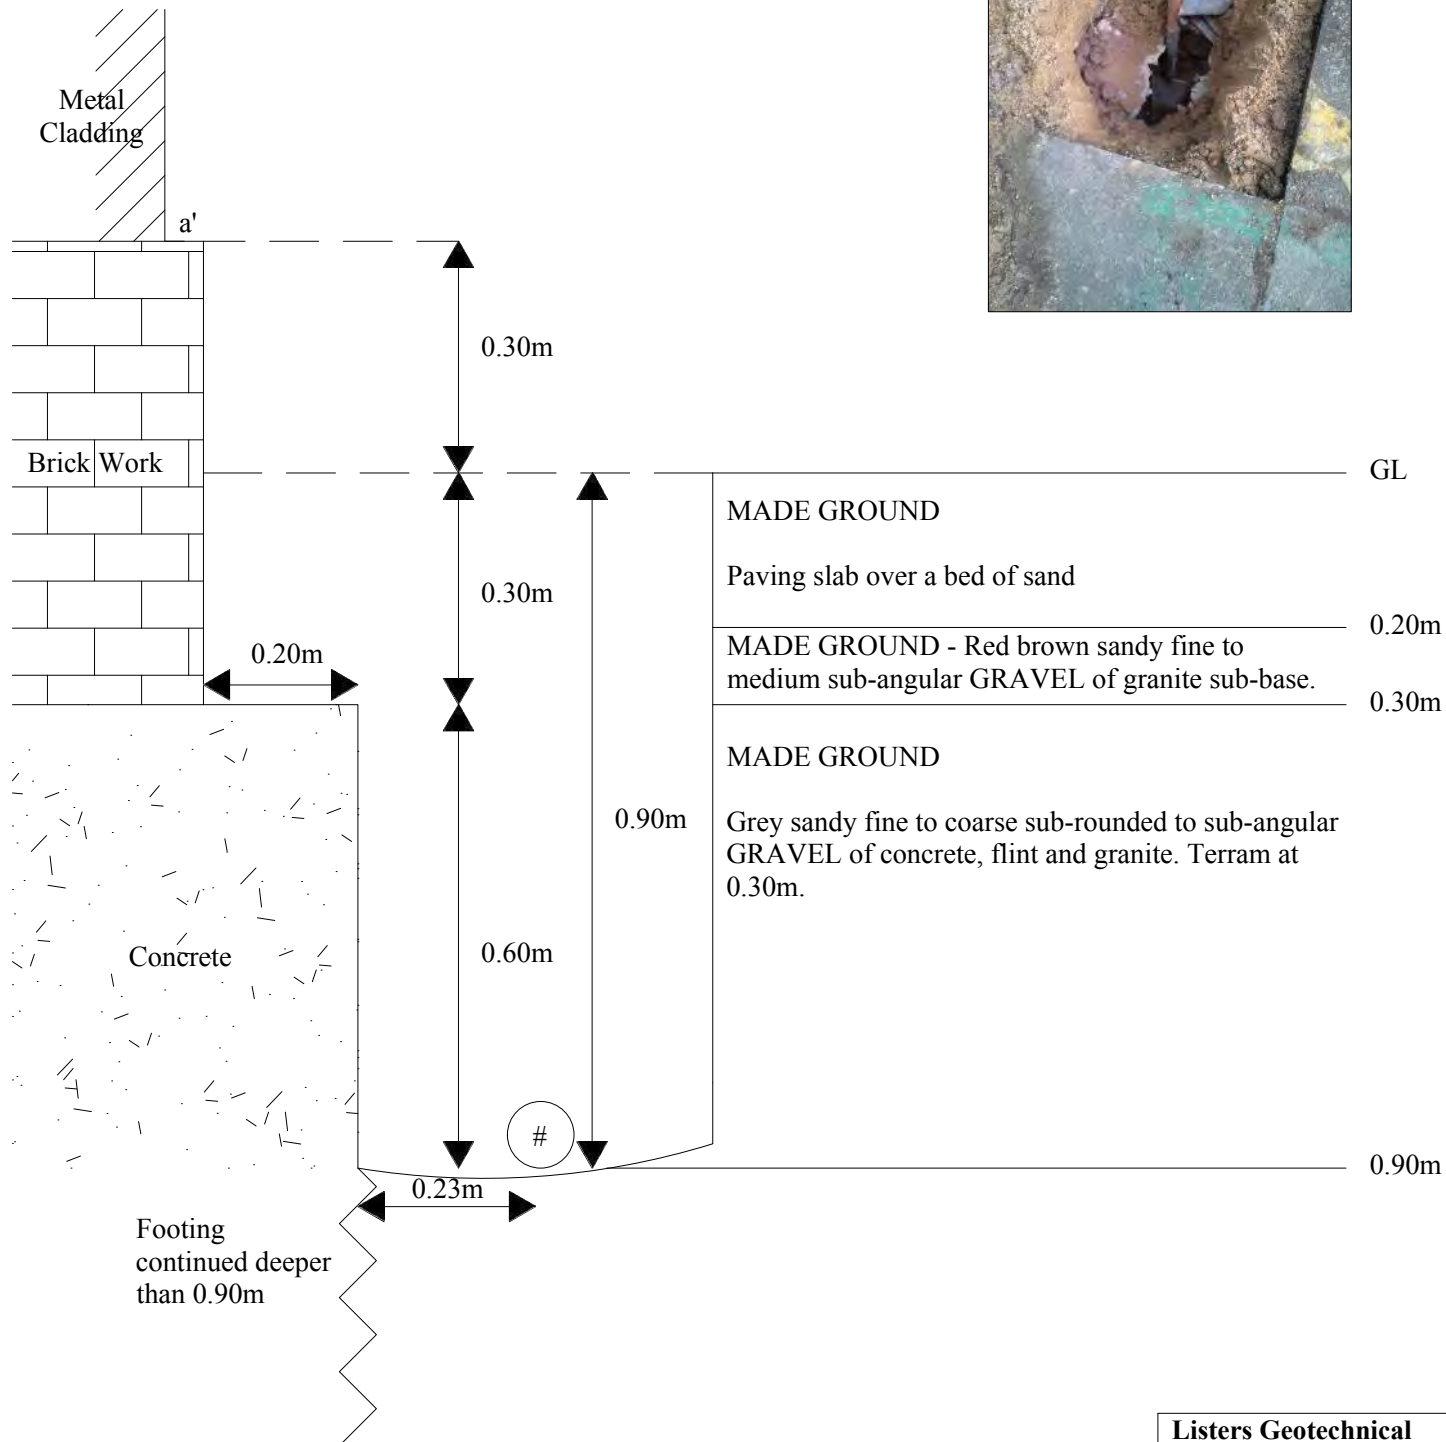 Metal
Cladding
a'
0.30m
Brick Work
GL
MADE GROUND
Paving slab over a bed of sand
0.30m
0.20m
0.20m
MADE GROUND - Red brown sandy fine to
medium sub-angular GRAVEL of granite sub-base.
0.30m
MADE GROUND
0.90m
Grey sandy fine to coarse sub-rounded to sub-angular
GRAVEL of concrete, flint and granite. Terram at
0.30m.
Concrete
0.60m
#
0.90m
0.23m
Footing
continued deeper
than 0.90m
Listers Geotechnical